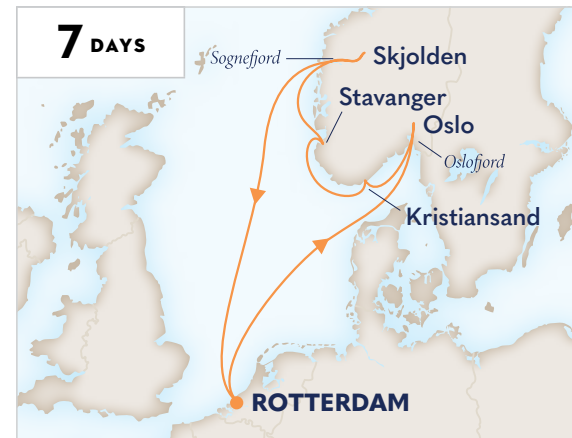 7 DAYS
Sognefjord
Skjolden
Stavanger
Oslo
Oslofjord
Kristiansand
ROTTERDAM